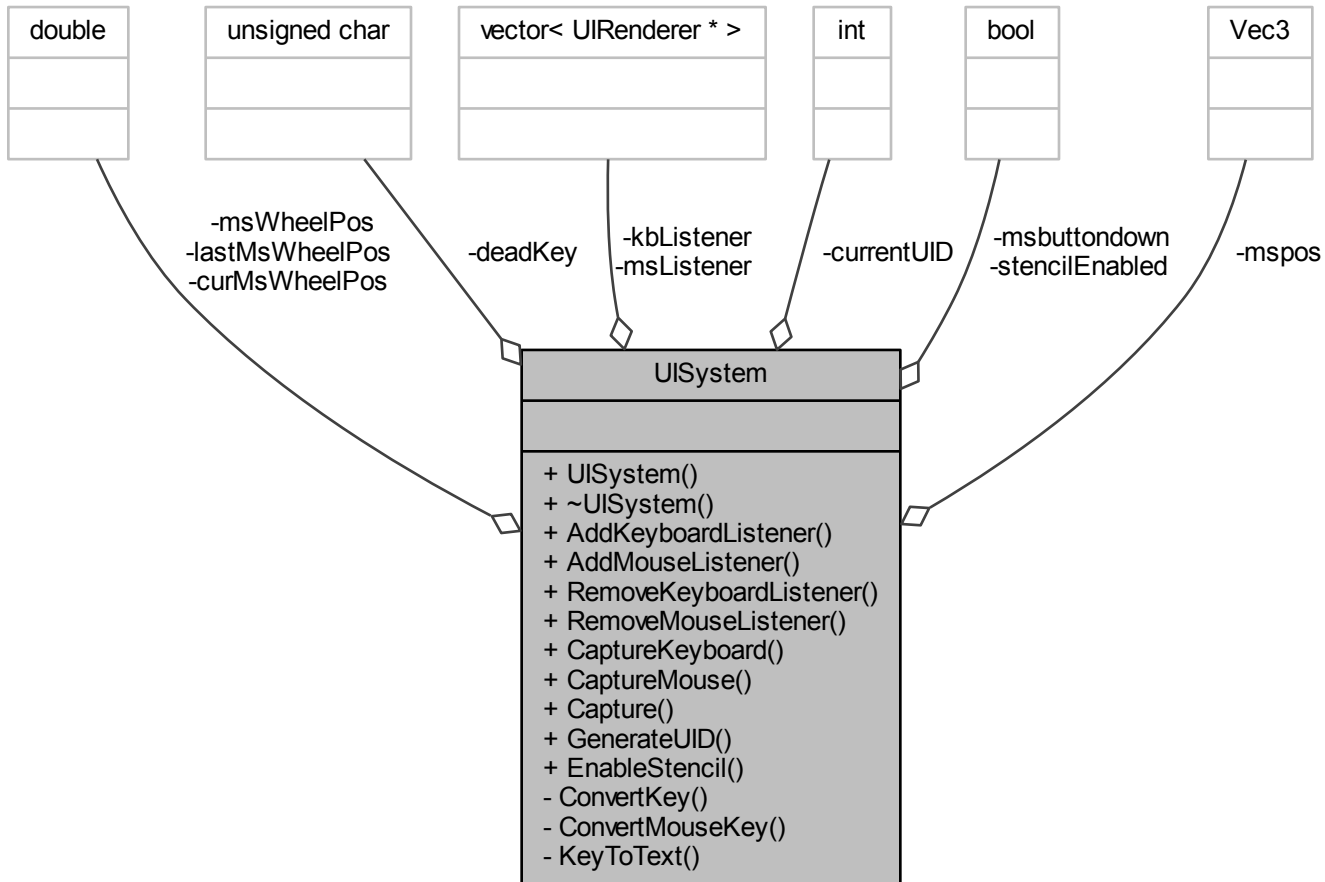 double
unsigned char
vector< UIRenderer * >
int
bool
Vec3
-msWheelPos
-lastMsWheelPos
-curMsWheelPos
-deadKey
-kbListener
-msListener
-currentUID
-msbuttondown
-stencilEnabled
-mspos
UISystem
+ UISystem()
+ ~UISystem()
+ AddKeyboardListener()
+ AddMouseListener()
+ RemoveKeyboardListener()
+ RemoveMouseListener()
+ CaptureKeyboard()
+ CaptureMouse()
+ Capture()
+ GenerateUID()
+ EnableStencil()
- ConvertKey()
- ConvertMouseKey()
- KeyToText()